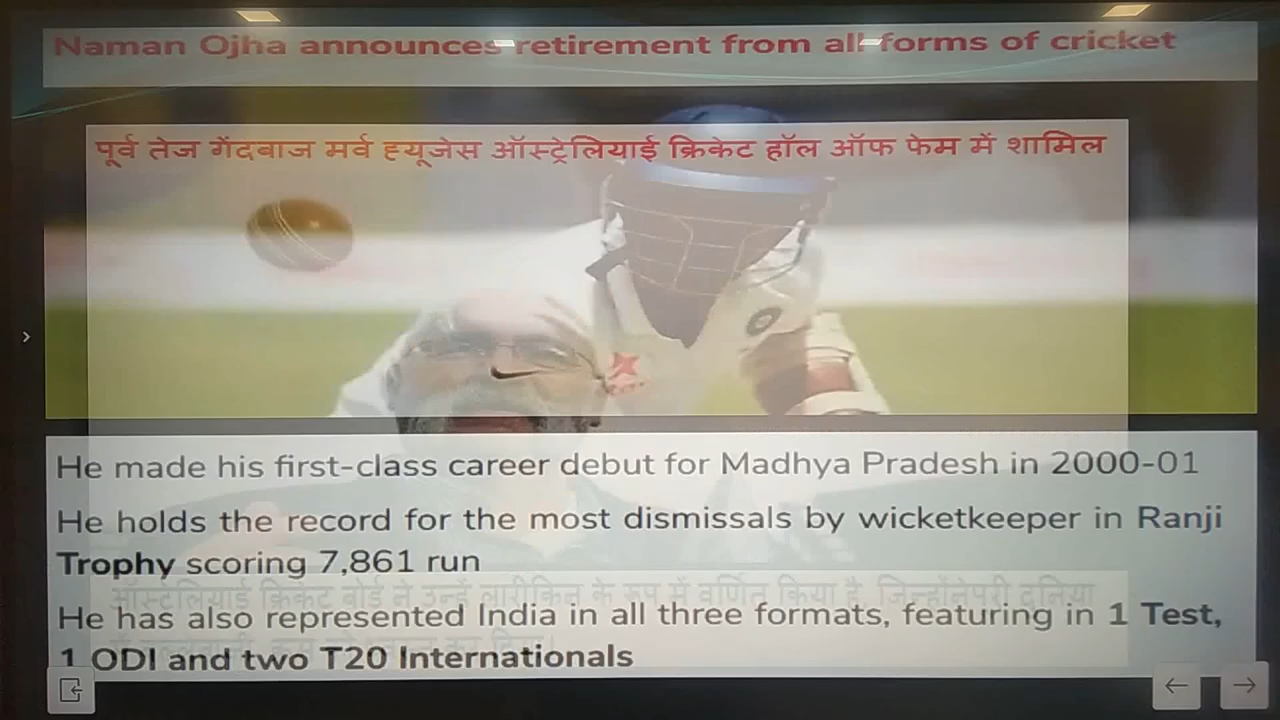 Naman Ojha announces retirement from all forms of cricket
पूर्व तेज गेंदबाज मर्व ह्यूजेस ऑस्ट्रेलियाई क्रिकेट हॉल ऑफ फेम में शामिल
He made his first-class career debut for Madhya Pradesh in 2000-01
He holds the record for the most dismissals by wicketkeeper in Ranji
Trophy scoring 7,861 run
ऑस्ट्रेलियाई क्रिकेट बोर्ड ने उन्हें लारीकिन के रूप में वर्णित किया है
He has also represented India in all three formats, featuring in 1 Test,
1 ODI and two T20 Internationals